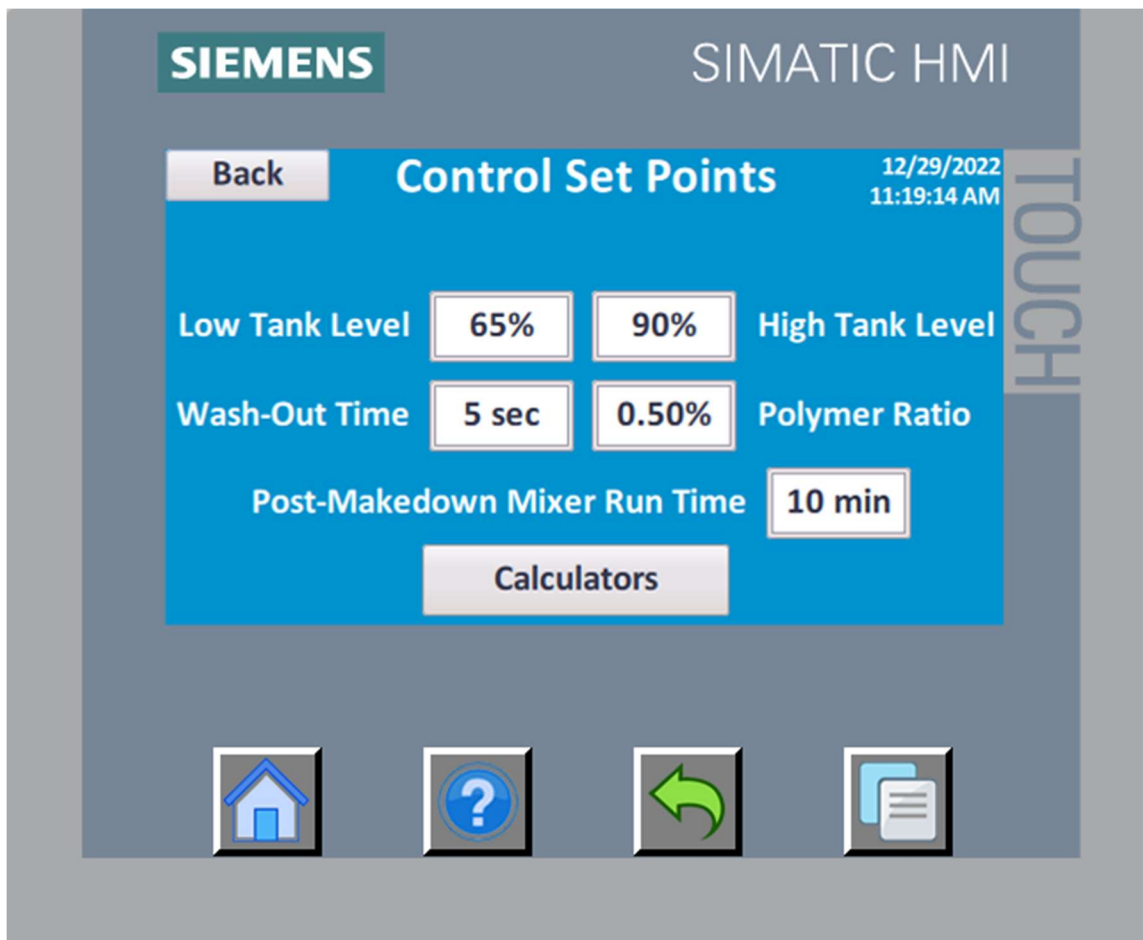 SIEMENS
SIMATIC HMI
TOUCH
Back
Control Set Points
12/29/2022
11:19:14 AM
Low Tank Level
65%
90%
High Tank Level
Wash-Out Time
5 sec
0.50%
Polymer Ratio
Post-Makedown Mixer Run Time
10 min
Calculators
?